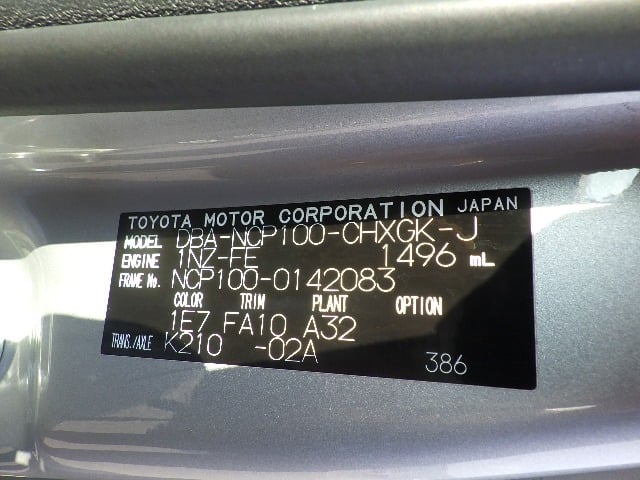 TOYOTA MOTOR CORPORATION JAPAN
MODEL DBA-NCP100-CHXGK-J
ENGINE 1NZ-FE 1496 mL
FRAME No. NCP100-0142083
COLOR TRIM PLANT OPTION
1E7 FA10 A32
TRANS./AXLE K210 -02A
386